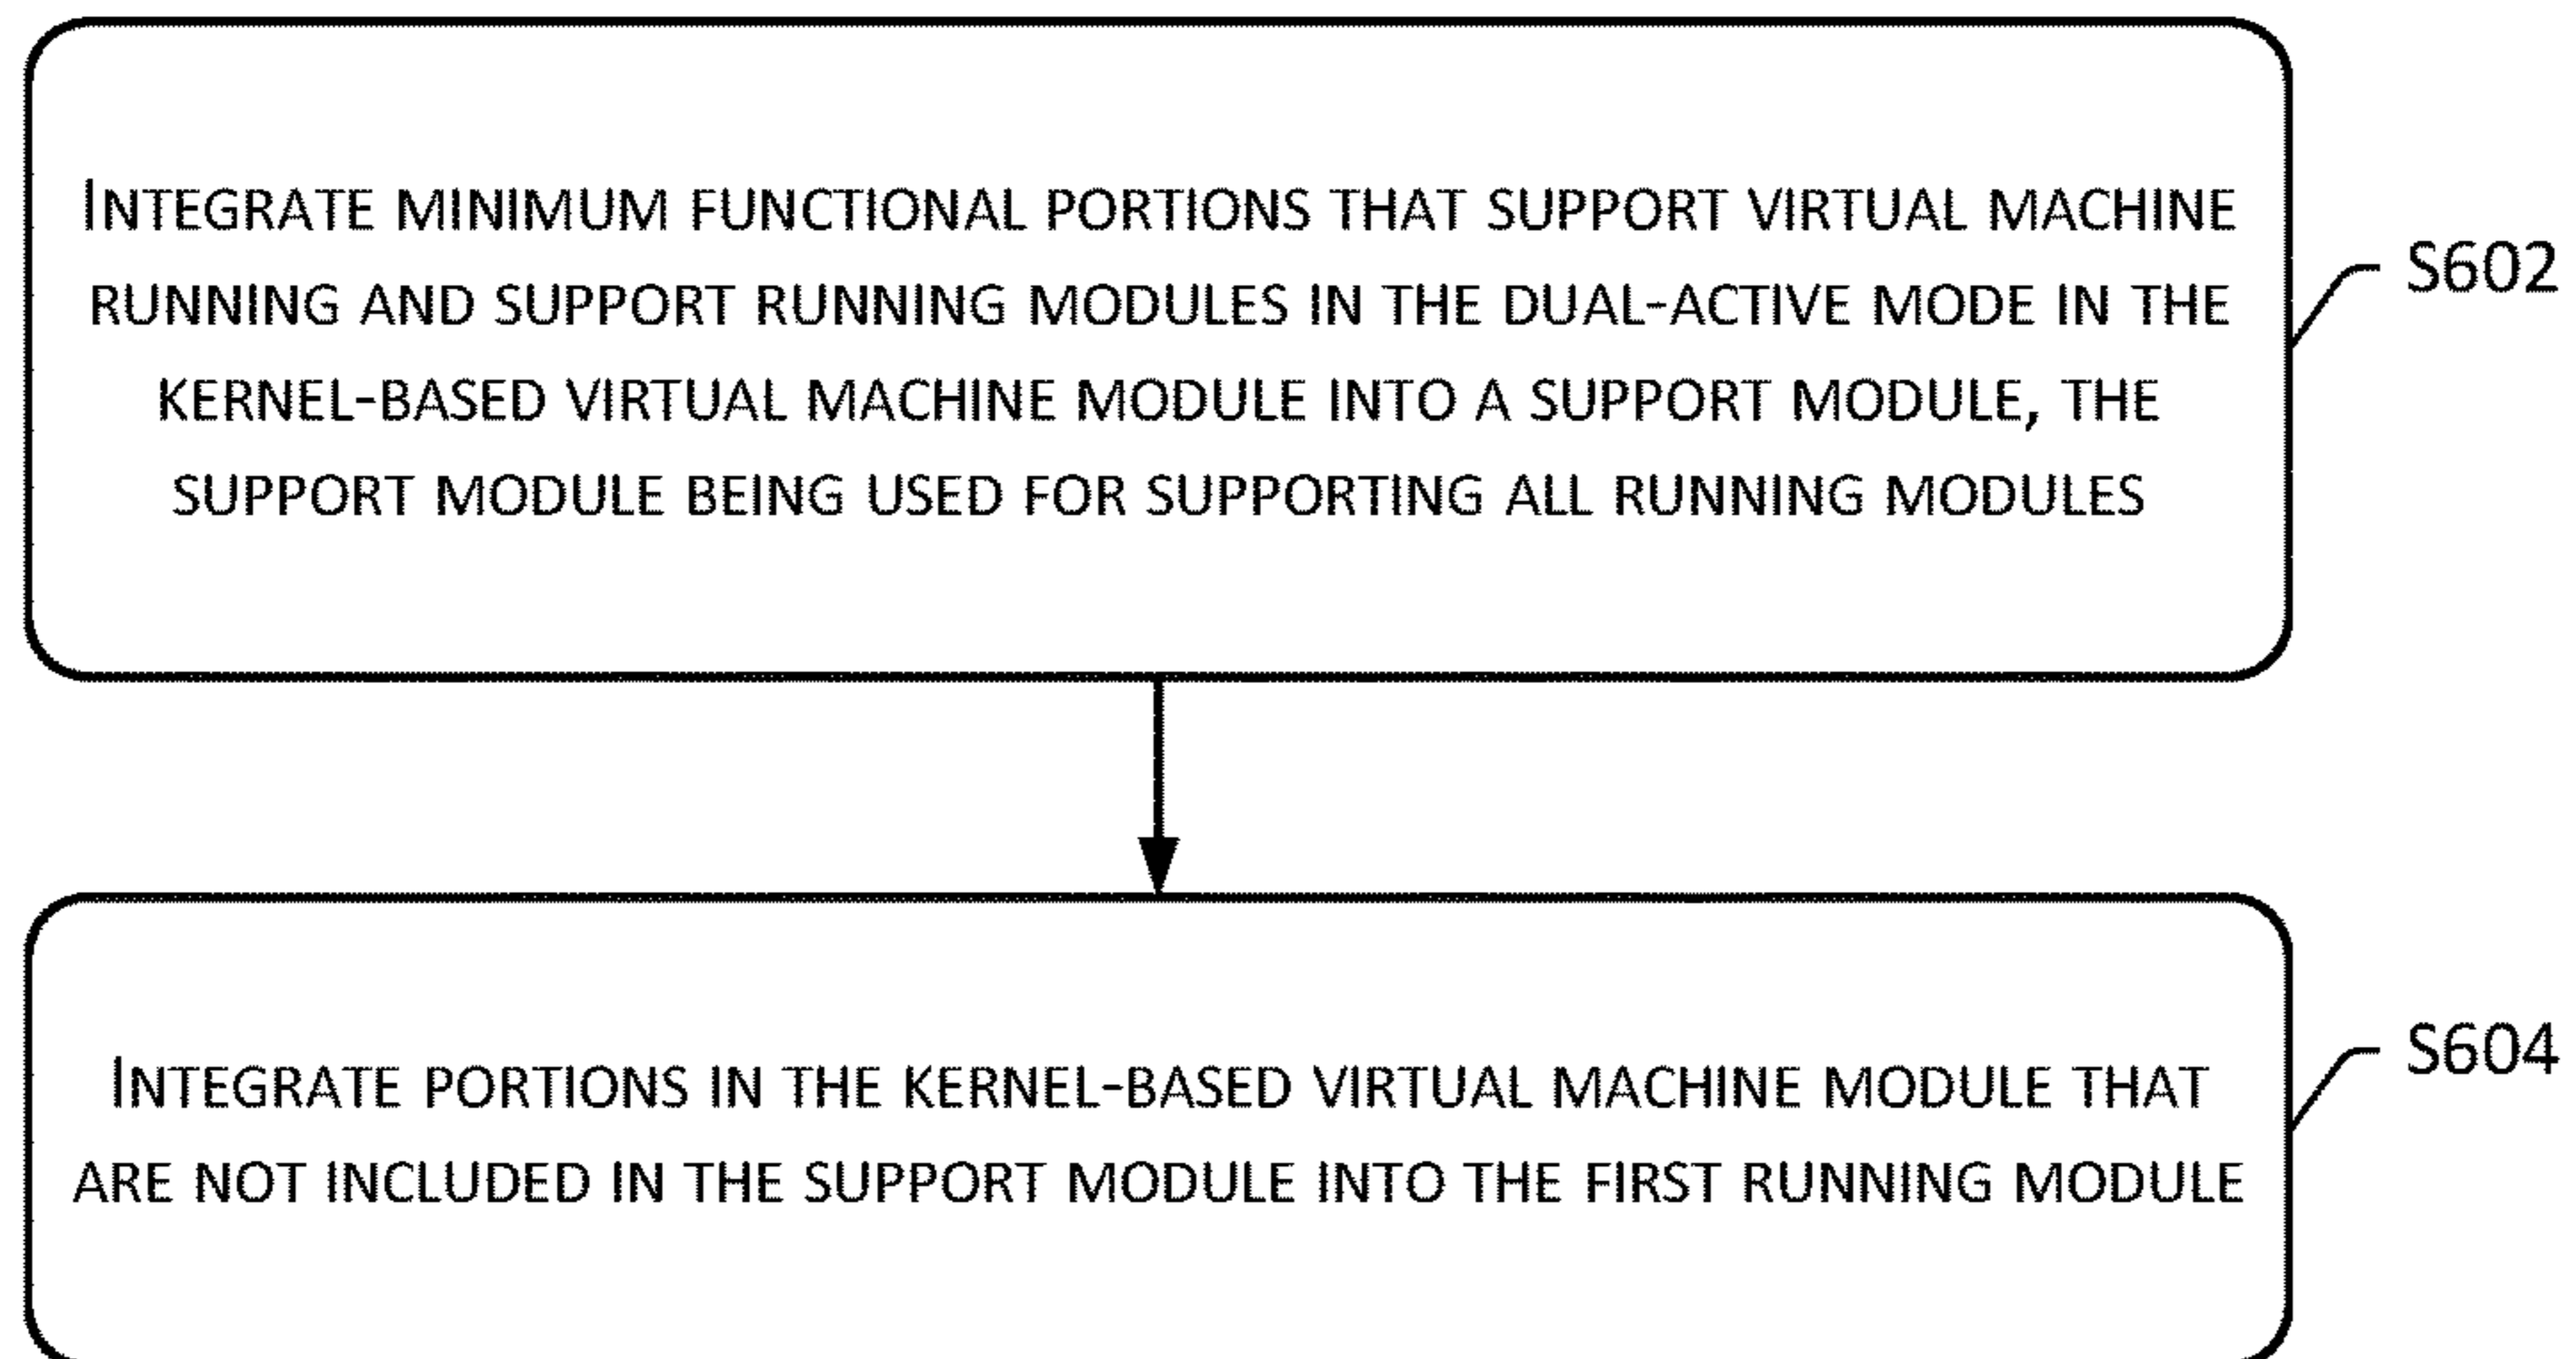 INTEGRATE MINIMUM FUNCTIONAL PORTIONS THAT SUPPORT VIRTUAL MACHINE
RUNNING AND SUPPORT RUNNING MODULES IN THE DUAL-ACTIVE MODE IN THE
KERNEL-BASED VIRTUAL MACHINE MODULE INTO A SUPPORT MODULE, THE
SUPPORT MODULE BEING USED FOR SUPPORTING ALL RUNNING MODULES
S602
INTEGRATE PORTIONS IN THE KERNEL-BASED VIRTUAL MACHINE MODULE THAT
ARE NOT INCLUDED IN THE SUPPORT MODULE INTO THE FIRST RUNNING MODULE
S604